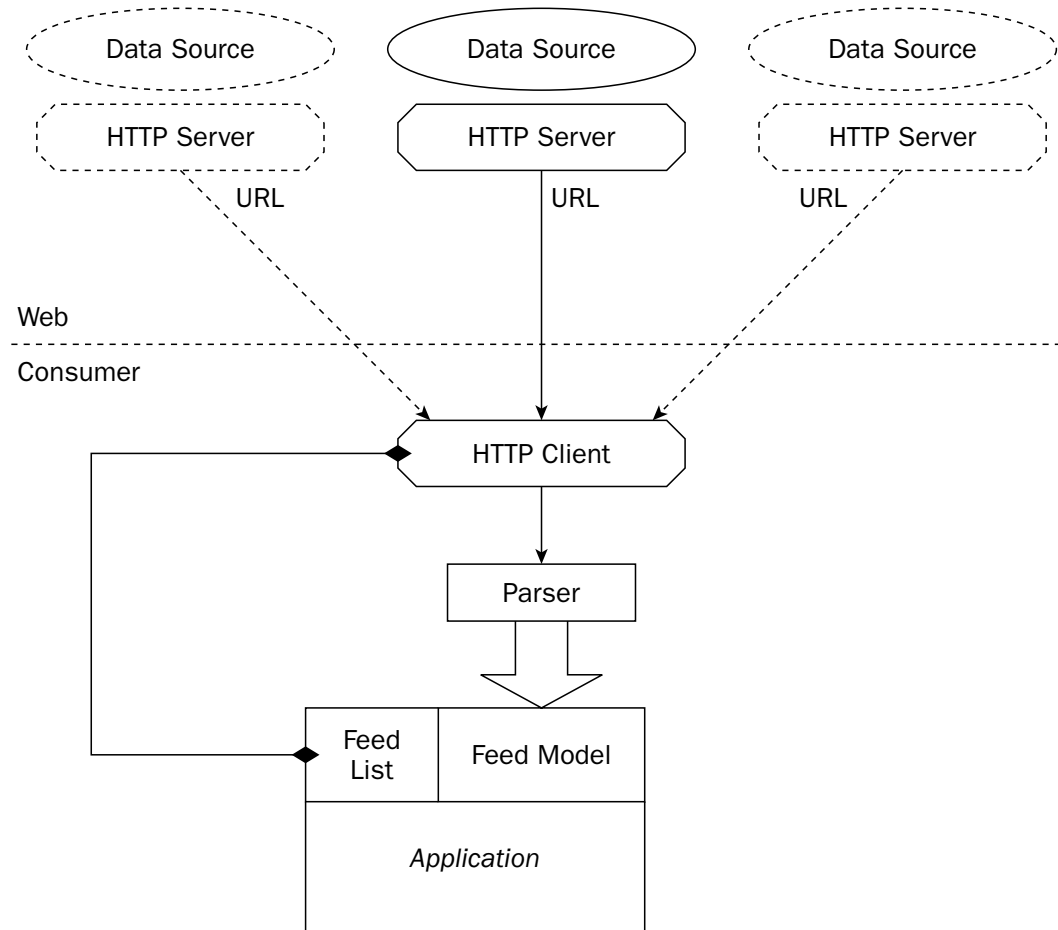 Data Source
Data Source
Data Source
HTTP Server
HTTP Server
HTTP Server
URL
URL
URL
Web
Consumer
HTTP Client
Parser
Feed
List
Feed Model
Application